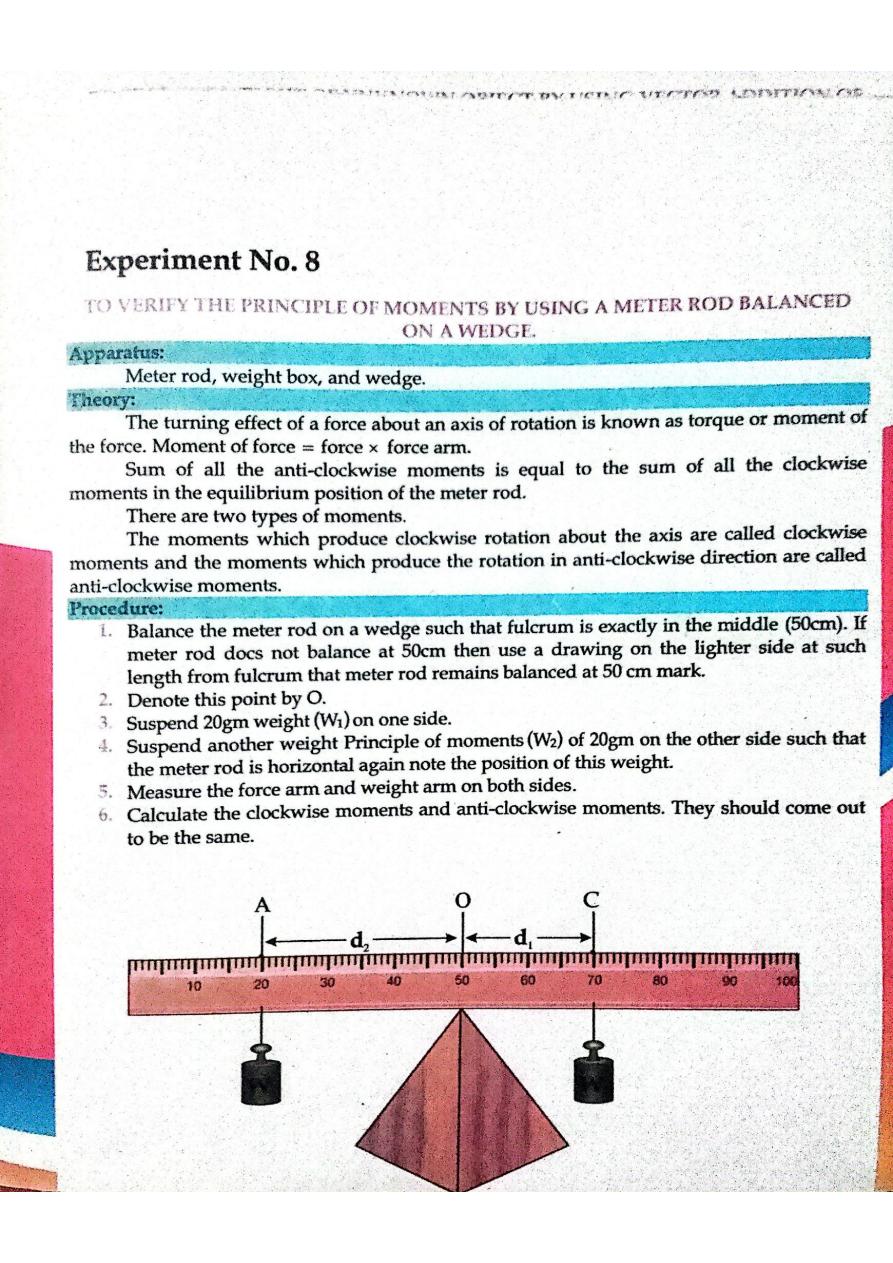 OBJECT BY USING VECTOR ADDITION OF
Experiment No. 8
TO VERIFY THE PRINCIPLE OF MOMENTS BY USING A METER ROD BALANCED
ON A WEDGE.
Apparatus:
Meter rod, weight box, and wedge.
Theory:
The turning effect of a force about an axis of rotation is known as torque or moment of
the force. Moment of force = force × force arm.
Sum of all the anti-clockwise moments is equal to the sum of all the clockwise
moments in the equilibrium position of the meter rod.
There are two types of moments.
The moments which produce clockwise rotation about the axis are called clockwise
moments and the moments which produce the rotation in anti-clockwise direction are called
anti-clockwise moments.
Procedure:
1. Balance the meter rod on a wedge such that fulcrum is exactly in the middle (50cm). If
meter rod docs not balance at 50cm then use a drawing on the lighter side at such
length from fulcrum that meter rod remains balanced at 50 cm mark.
2. Denote this point by O.
3. Suspend 20gm weight (W₁) on one side.
4. Suspend another weight Principle of moments (W₂) of 20gm on the other side such that
the meter rod is horizontal again note the position of this weight.
5. Measure the force arm and weight arm on both sides.
6. Calculate the clockwise moments and anti-clockwise moments. They should come out
to be the same.
A O C
d₂ d₁
10 20 30 40 50 60 70 80 90 100
W W